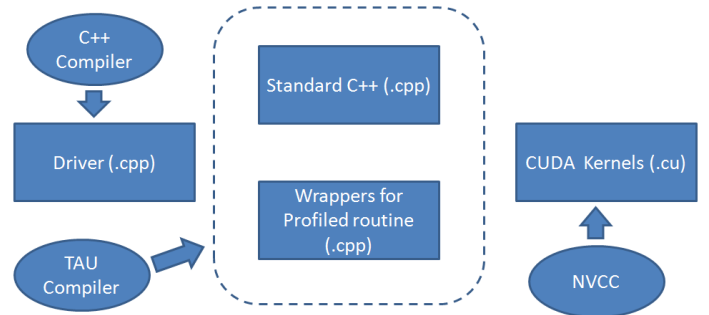 C++
Compiler
Driver (.cpp)
TAU
Compiler
Standard C++ (.cpp)
Wrappers for
Profiled routine
(.cpp)
CUDA Kernels (.cu)
NVCC